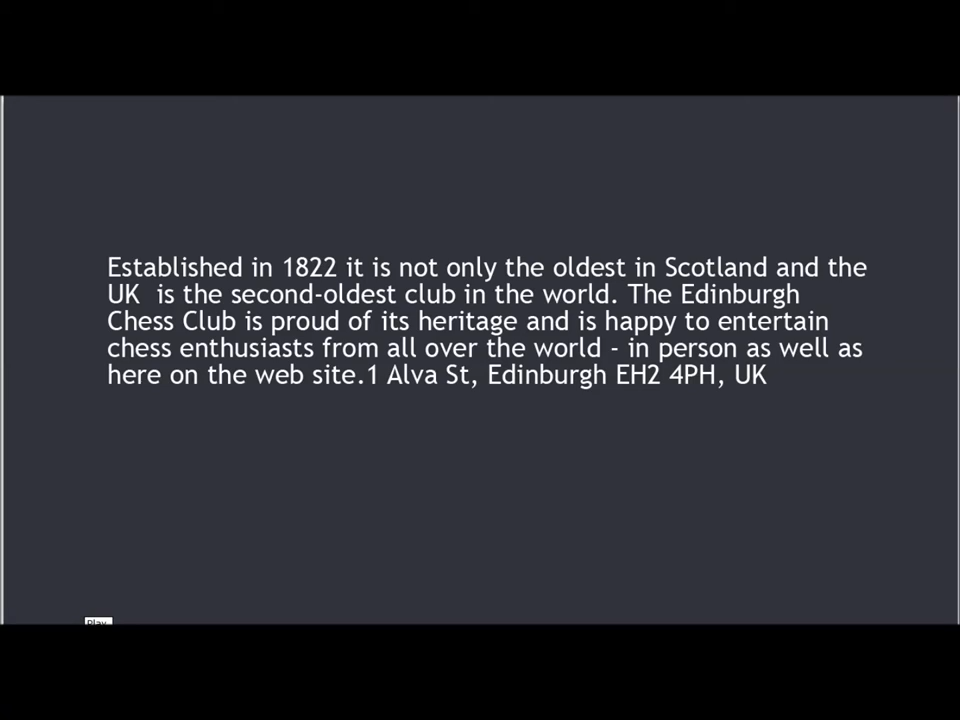 Established in 1822 it is not only the oldest in Scotland and the
UK  is the second-oldest club in the world. The Edinburgh
Chess Club is proud of its heritage and is happy to entertain
chess enthusiasts from all over the world - in person as well as
here on the web site.1 Alva St, Edinburgh EH2 4PH, UK
Play